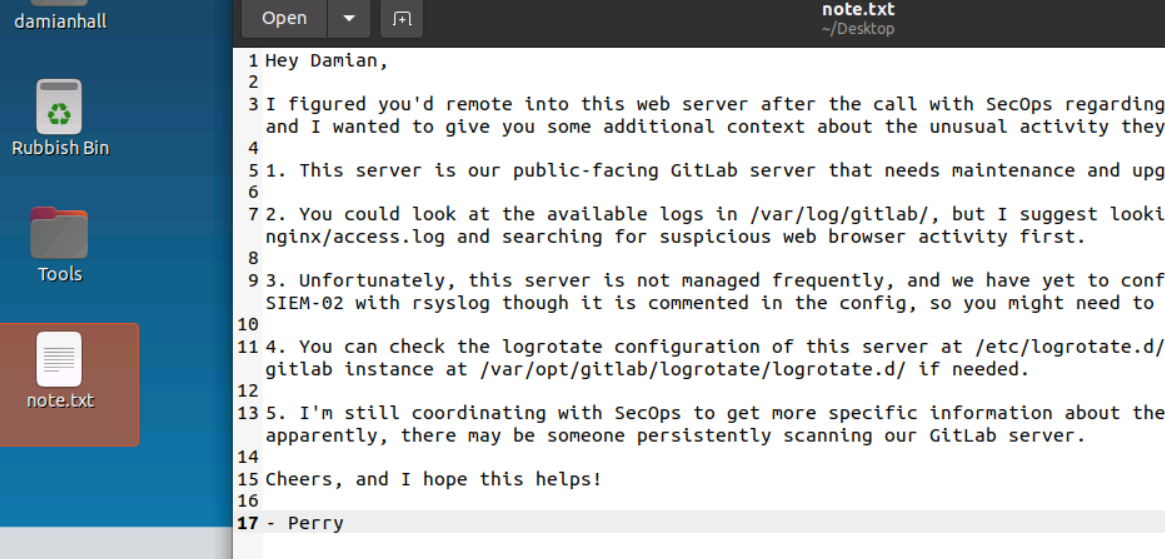 damianhall
Rubbish Bin
Tools
note.txt
Open
note.txt
~/Desktop
1 Hey Damian,
2
3 I figured you'd remote into this web server after the call with SecOps regarding
and I wanted to give you some additional context about the unusual activity they
4
5 1. This server is our public-facing GitLab server that needs maintenance and upg
6
7 2. You could look at the available logs in /var/log/gitlab/, but I suggest looki
nginx/access.log and searching for suspicious web browser activity first.
8
9 3. Unfortunately, this server is not managed frequently, and we have yet to conf
SIEM-02 with rsyslog though it is commented in the config, so you might need to
10
11 4. You can check the logrotate configuration of this server at /etc/logrotate.d/
gitlab instance at /var/opt/gitlab/logrotate/logrotate.d/ if needed.
12
13 5. I'm still coordinating with SecOps to get more specific information about the
apparently, there may be someone persistently scanning our GitLab server.
14
15 Cheers, and I hope this helps!
16
17 - Perry